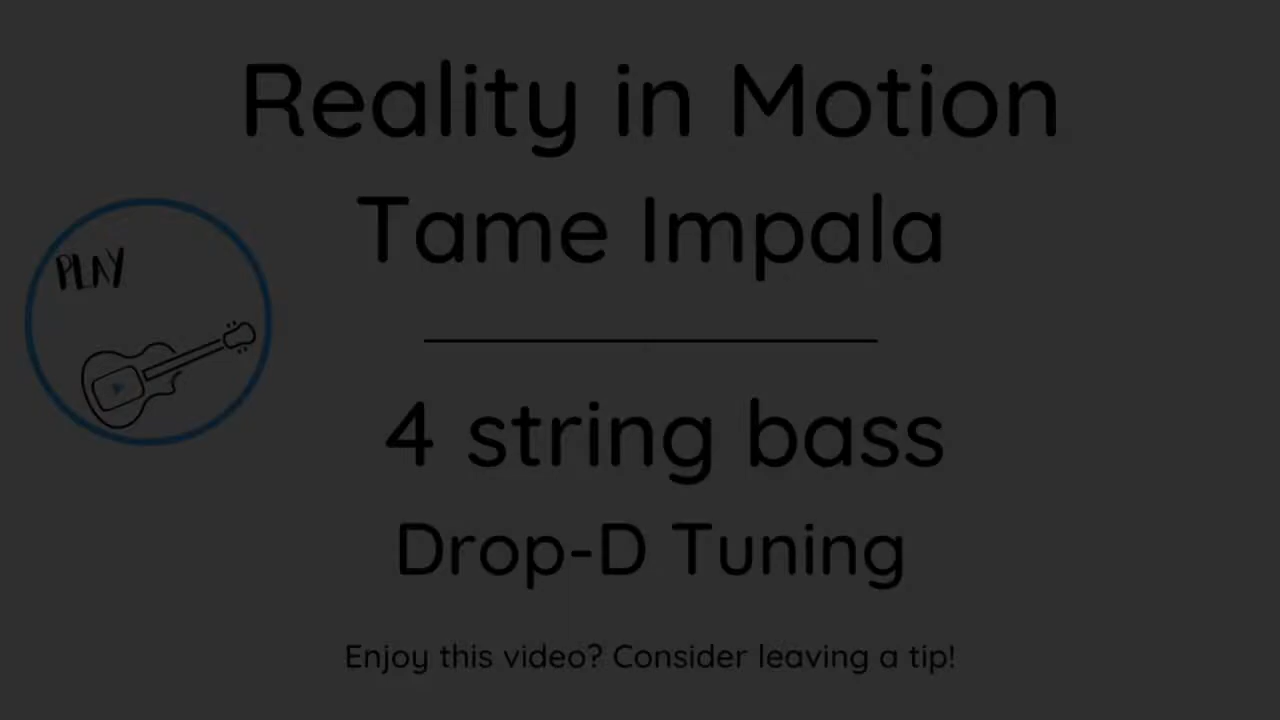 Reality in Motion
Tame Impala
PLAY
4 string bass
Drop-D Tuning
Enjoy this video? Consider leaving a tip!